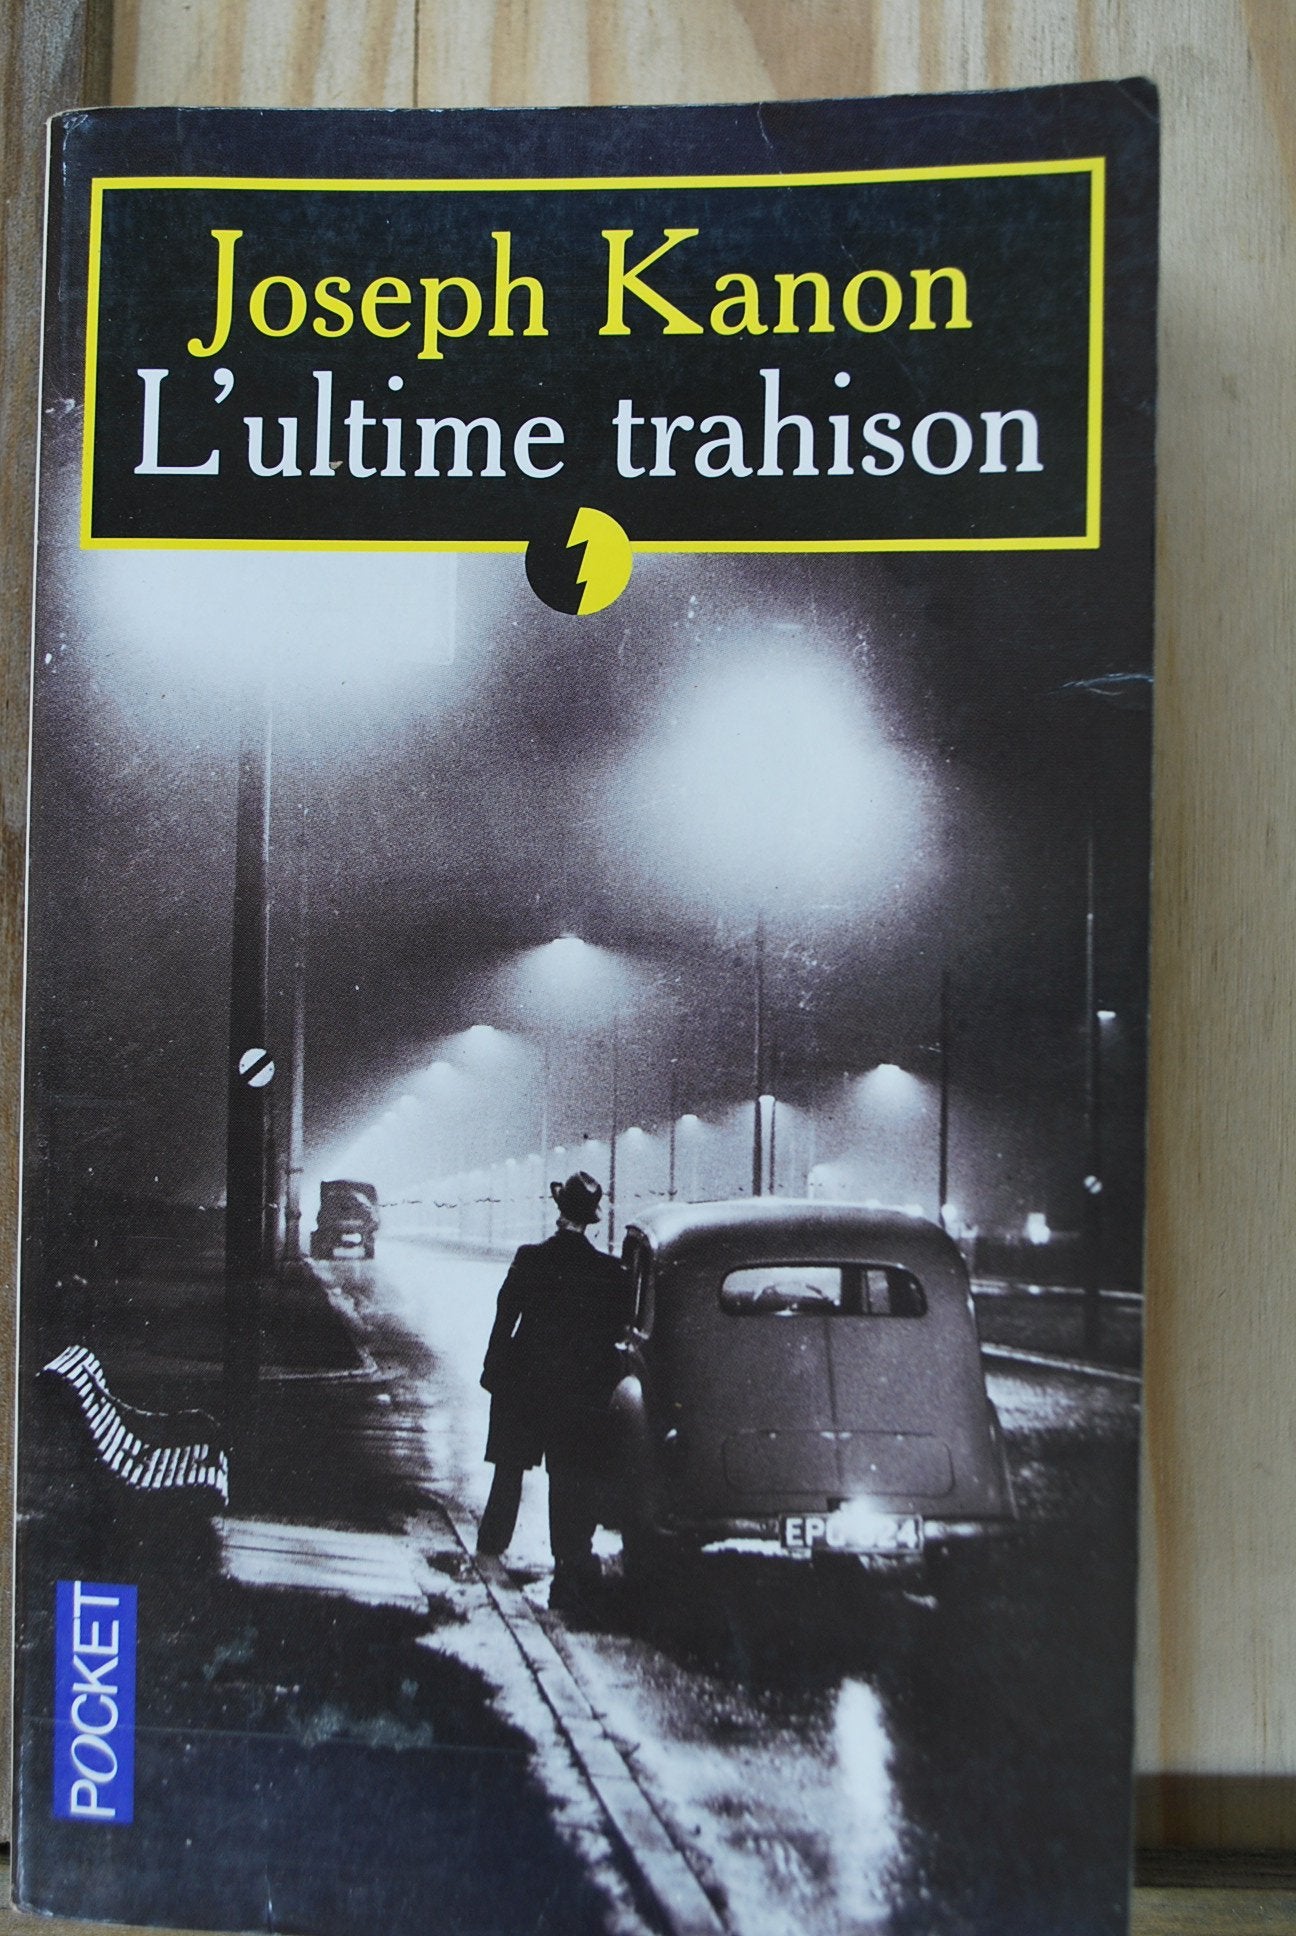 Joseph Kanon
L'ultime trahison
POCKET